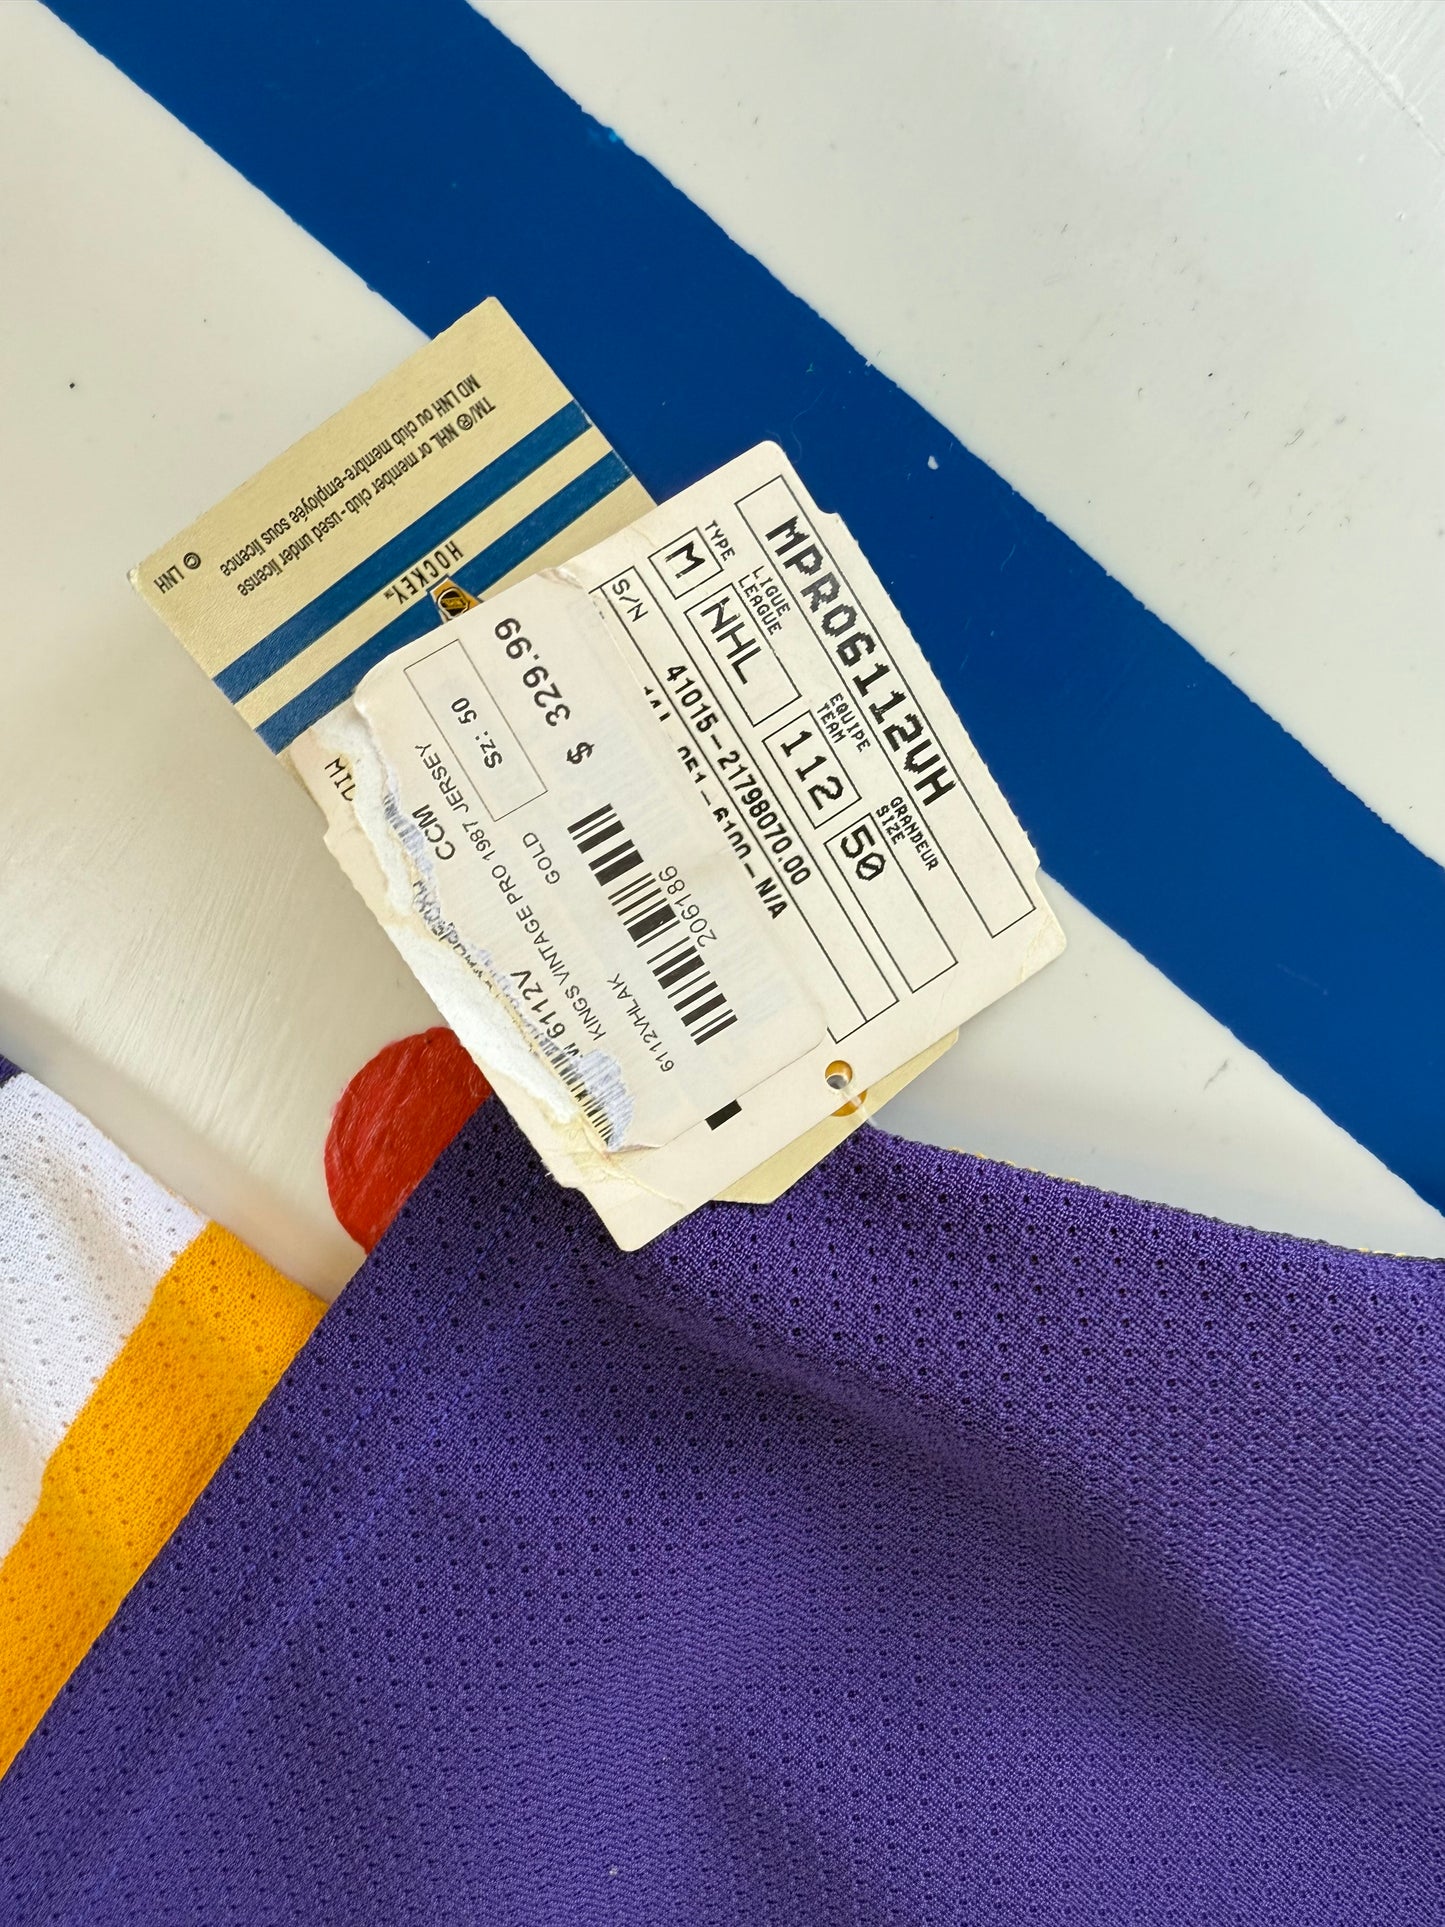 TM/® NHL or member club - used under license
MD LNH ou club membre-employée sous licence
© LNH
HOCKEY
MPRO6112VH
TYPE
M
LIGUE
LEAGUE
NHL
EQUIPE
TEAM
112
GRANDEUR
SIZE
50
N/S
41015-21798070.00
-6100-N/A
$ 329.99
SZ: 50
206186
GOLD
6112VHLAK
KINGS VINTAGE PRO 1987 JERSEY
6112V
CCM